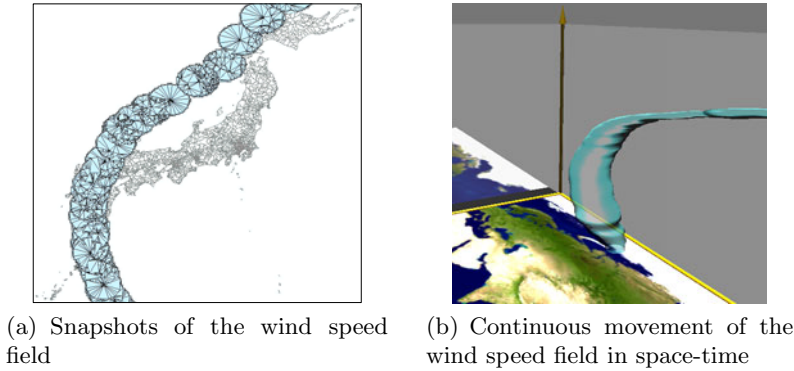 (a) Snapshots of the wind speed
field
(b) Continuous movement of the
wind speed field in space-time